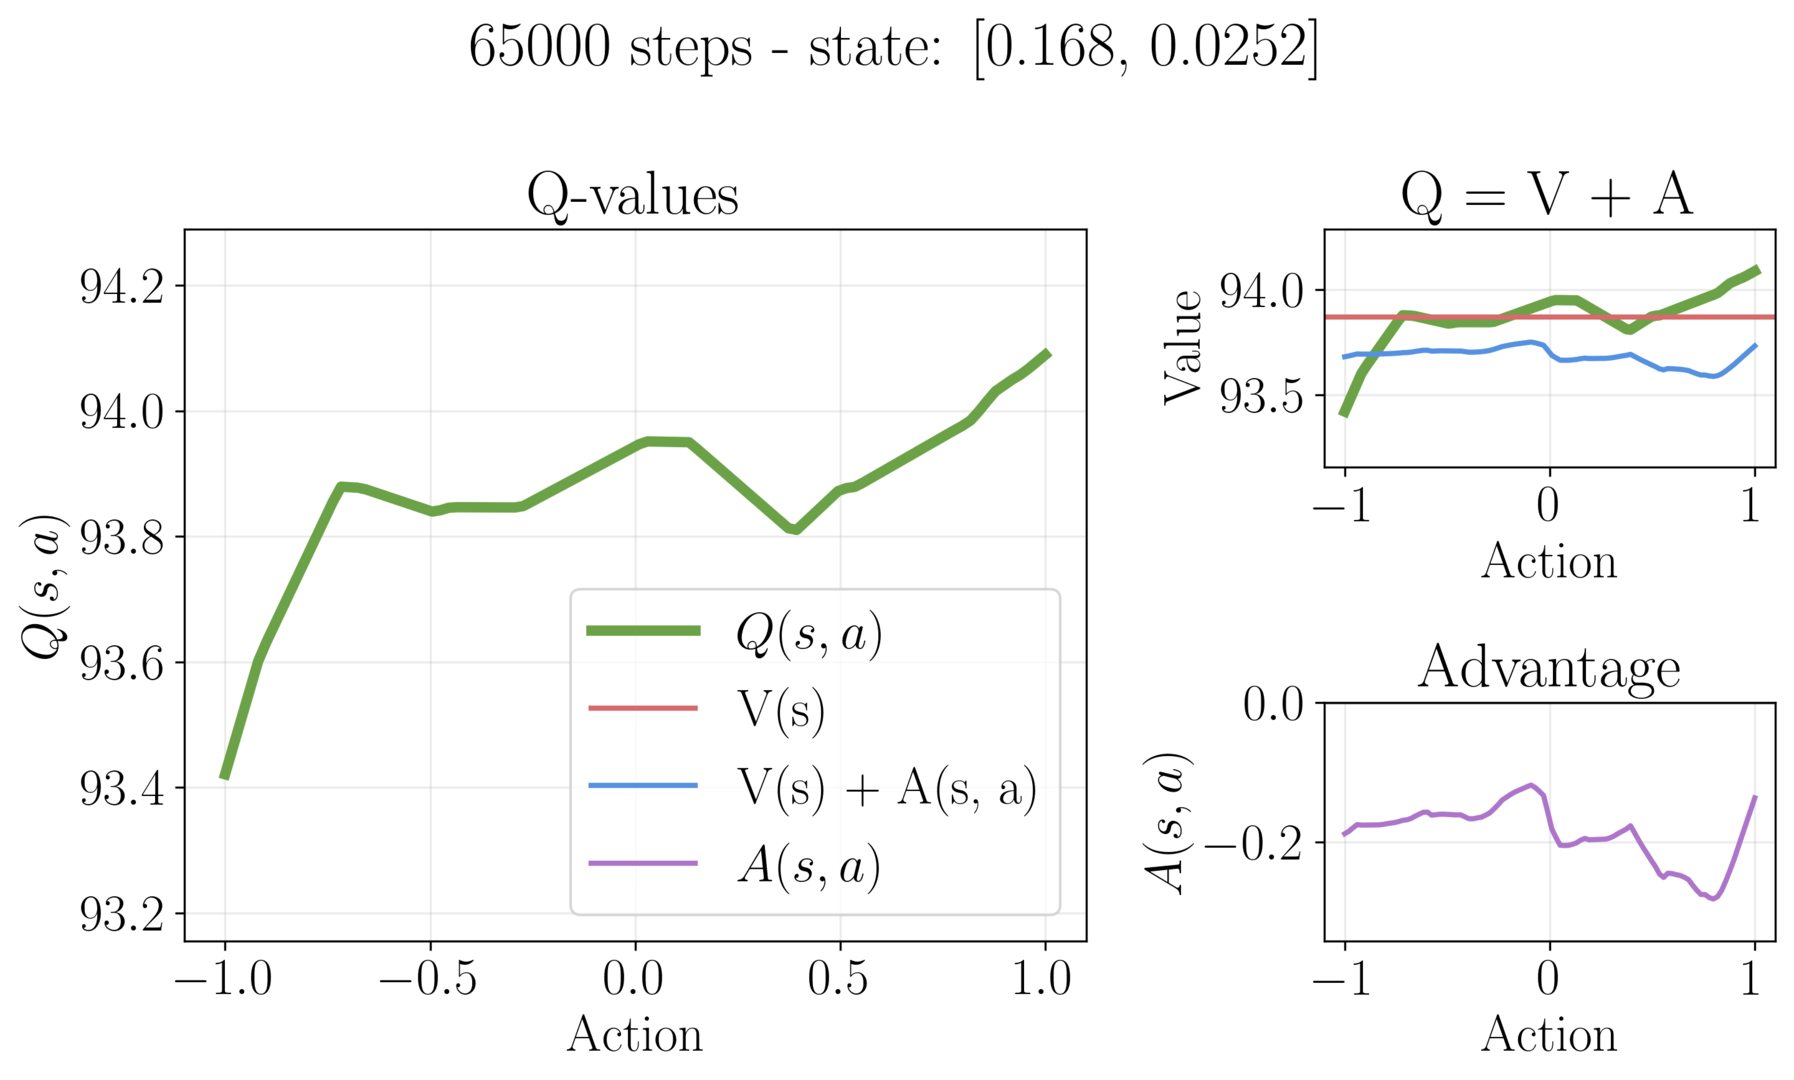 65000 steps - state: [0.168, 0.0252]
Q-values
Q(s, a)
94.2
94.0
93.8
93.6
93.4
93.2
−1.0 −0.5 0.0 0.5 1.0
Action
Q(s, a)
V(s)
V(s) + A(s, a)
A(s, a)
Q = V + A
Value
94.0
93.5
−1 0 1
Action
Advantage
A(s, a)
0.0
−0.2
−1 0 1
Action